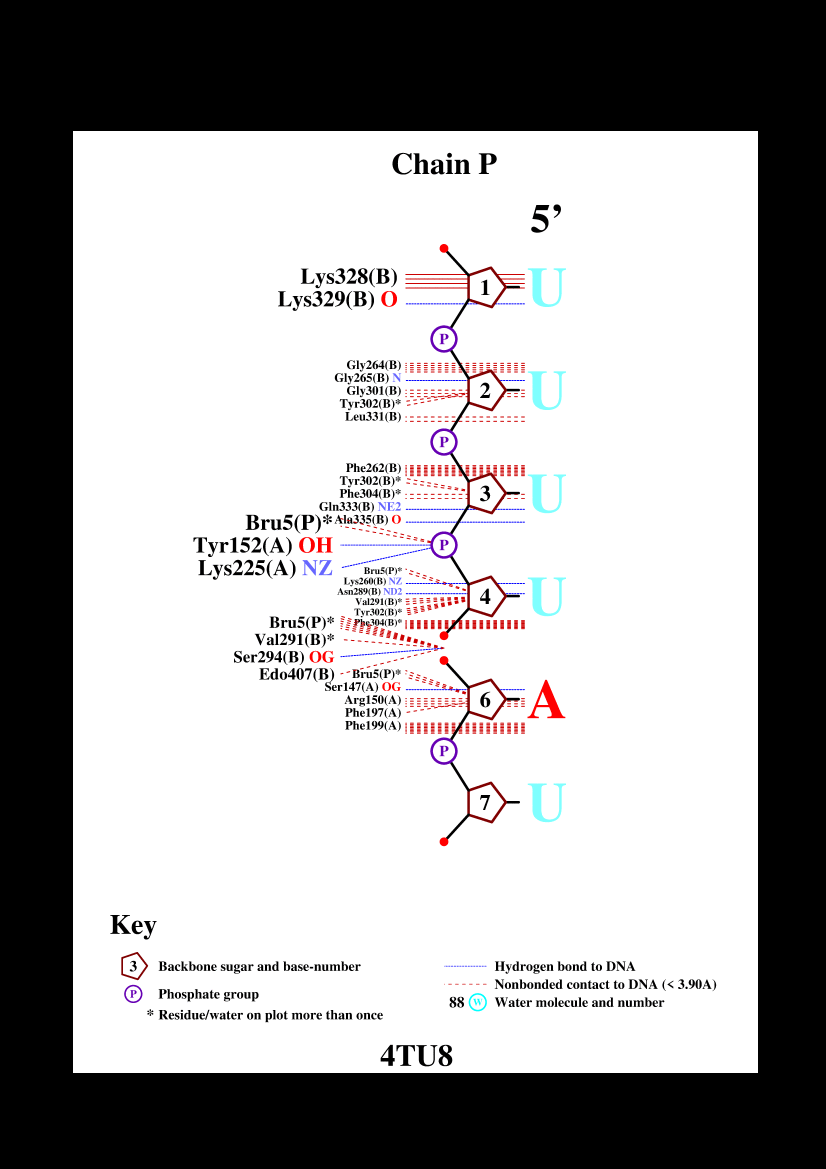 Chain P
5’
Lys328(B)
Lys329(B) O
1
U
P
Gly264(B)
Gly265(B) N
Gly301(B)
Tyr302(B)*
Leu331(B)
2
U
P
Phe262(B)
Tyr302(B)*
Phe304(B)*
Gln333(B) NE2
Ala335(B) O
3
U
Bru5(P)*
Tyr152(A) OH
Lys225(A) NZ
P
Bru5(P)*
Lys260(B) NZ
Asn289(B) ND2
Val291(B)*
Tyr302(B)*
Phe304(B)*
4
U
Bru5(P)*
Val291(B)*
Ser294(B) OG
Edo407(B)
Bru5(P)*
Ser147(A) OG
Arg150(A)
Phe197(A)
Phe199(A)
6
A
P
7
U
Key
3 Backbone sugar and base-number
P Phosphate group
* Residue/water on plot more than once
Hydrogen bond to DNA
Nonbonded contact to DNA (< 3.90A)
88 W Water molecule and number
4TU8